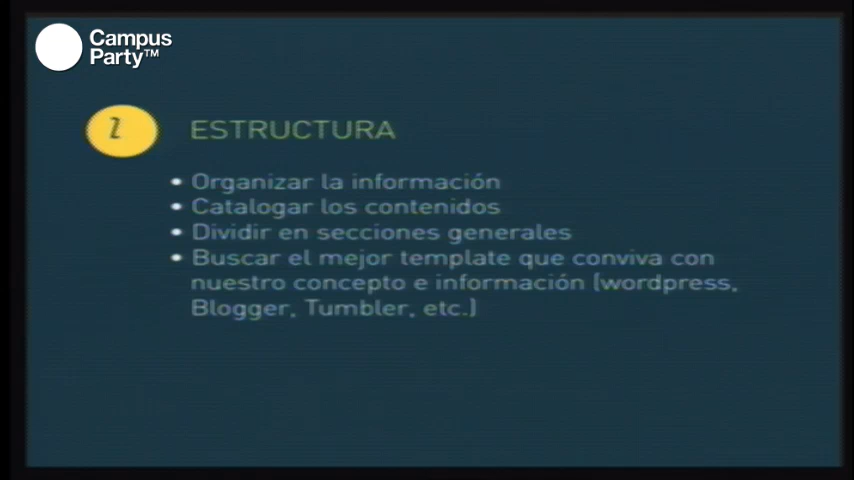 Campus
Party™
2
ESTRUCTURA
• Organizar la información
• Catalogar los contenidos
• Dividir en secciones generales
• Buscar el mejor template que conviva con
nuestro concepto e información (wordpress,
Blogger, Tumbler, etc.)